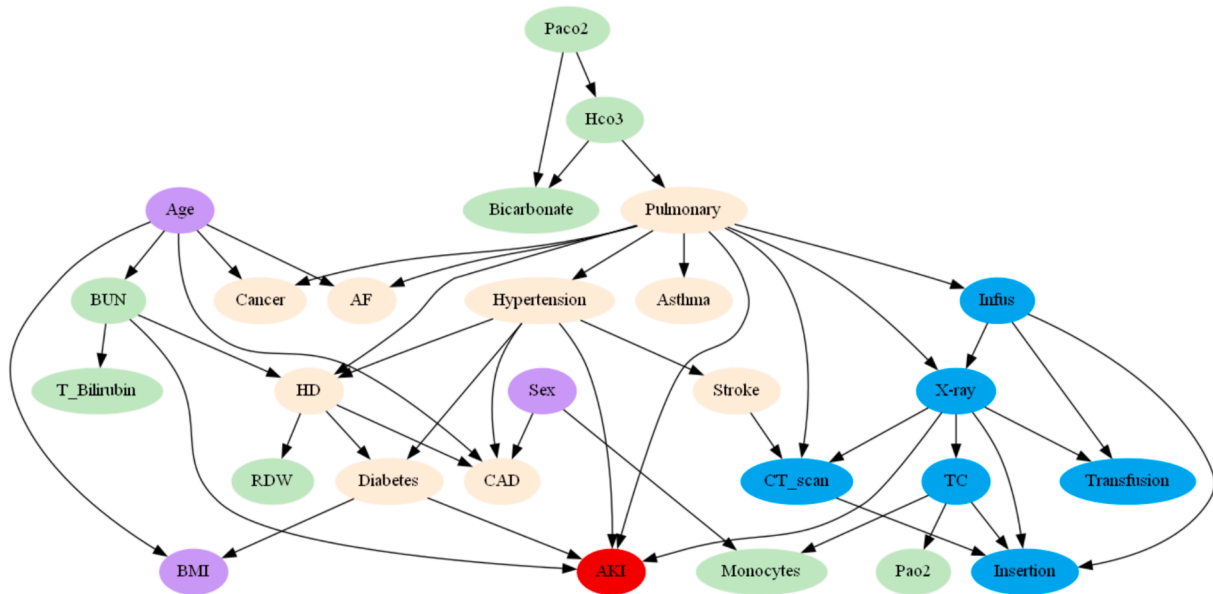 Paco2
Hco3
Age
Bicarbonate
Pulmonary
BUN
Cancer
AF
Hypertension
Asthma
Infus
T_Bilirubin
HD
Sex
Stroke
X-ray
RDW
Diabetes
CAD
CT_scan
TC
Transfusion
BMI
AKI
Monocytes
Pao2
Insertion